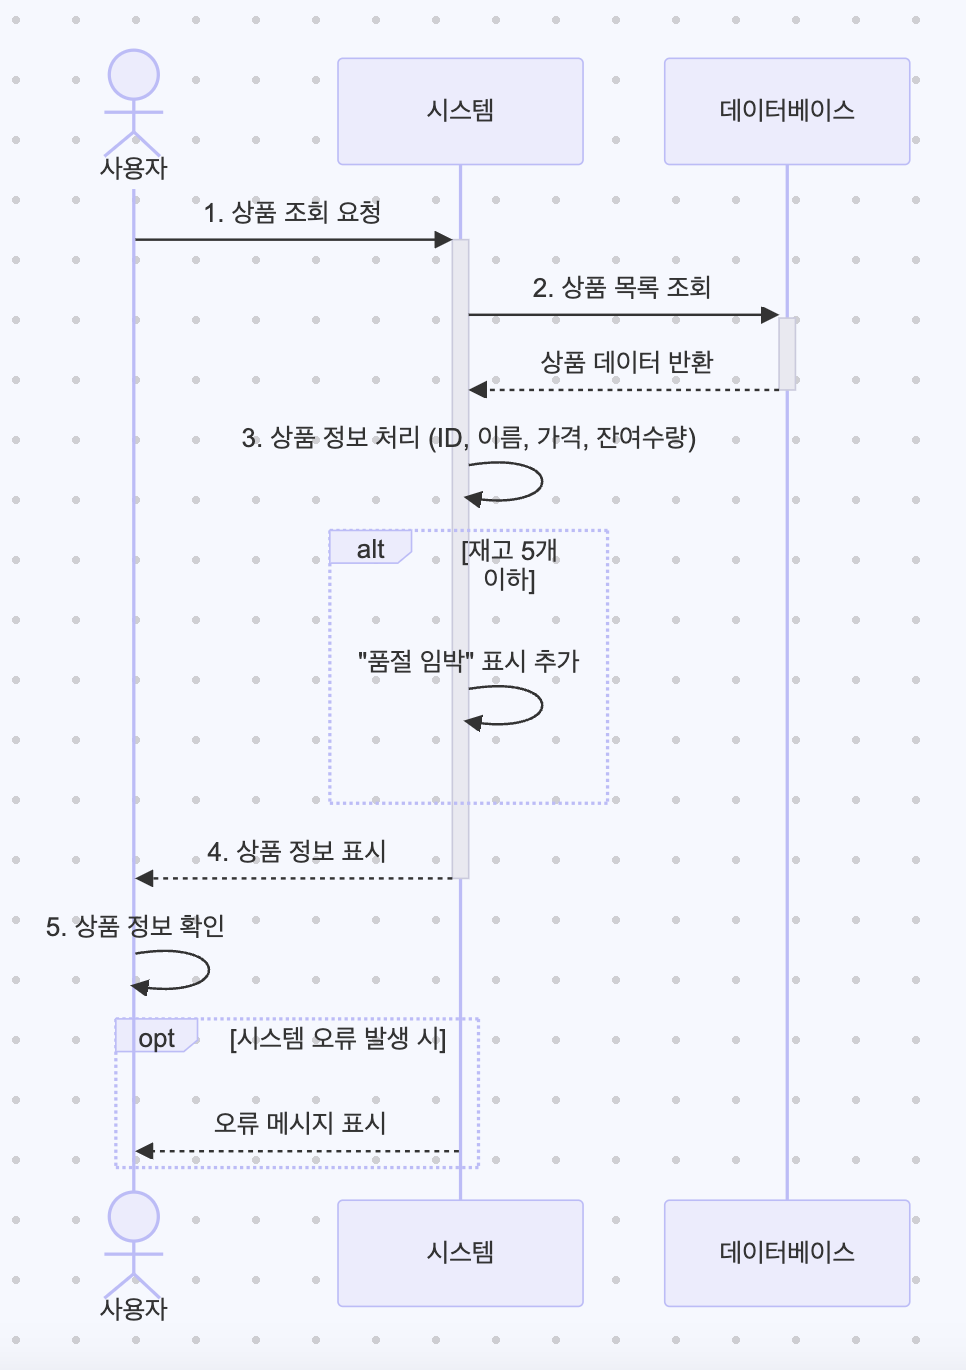 사용자
시스템
데이터베이스
1. 상품 조회 요청
2. 상품 목록 조회
상품 데이터 반환
3. 상품 정보 처리 (ID, 이름, 가격, 잔여수량)
alt
[재고 5개
이하]
"품절 임박" 표시 추가
4. 상품 정보 표시
5. 상품 정보 확인
opt
[시스템 오류 발생 시]
오류 메시지 표시
사용자
시스템
데이터베이스